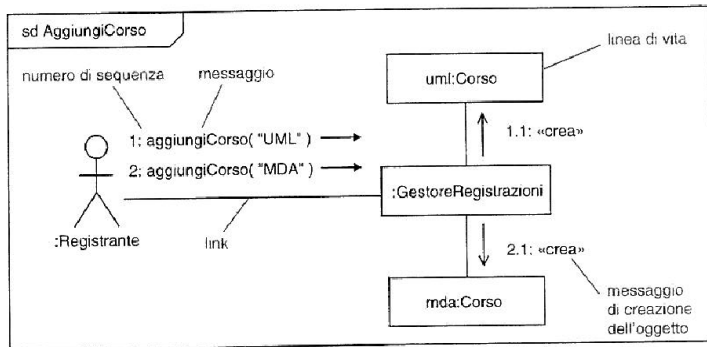 sd AggiungiCorso
linea di vita
numero di sequenza
messaggio
uml:Corso
1: aggiungiCorso( "UML" )
1.1: «crea»
2: aggiungiCorso( "MDA" )
:GestoreRegistrazioni
:Registrante
link
2.1: «crea»
mda:Corso
messaggio
di creazione
dell'oggetto